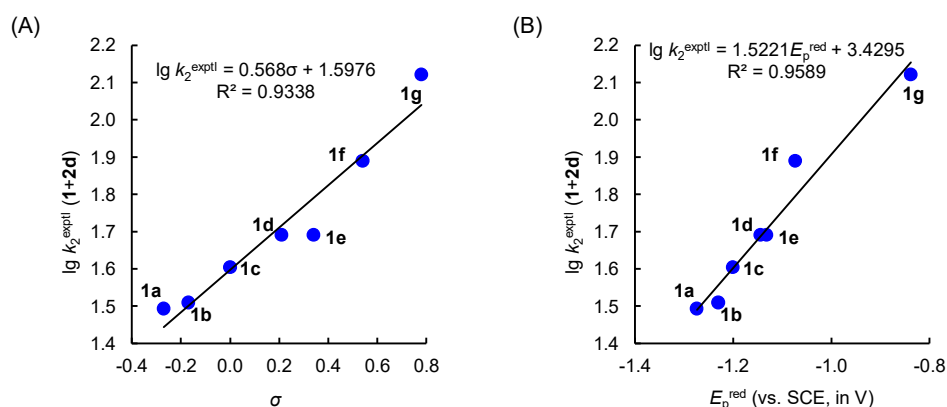 (A)
lg k₂ᵉˣᵖᵗˡ (1+2d)
2.2
2.1
2.0
1.9
1.8
1.7
1.6
1.5
1.4
lg k₂ᵉˣᵖᵗˡ = 0.568σ + 1.5976
R² = 0.9338
1g
1f
1d
1e
1c
1a
1b
-0.4
-0.2
0.0
0.2
0.4
0.6
0.8
σ
(B)
lg k₂ᵉˣᵖᵗˡ (1+2d)
2.2
2.1
2.0
1.9
1.8
1.7
1.6
1.5
1.4
lg k₂ᵉˣᵖᵗˡ = 1.5221Eₚʳᵉᵈ + 3.4295
R² = 0.9589
1g
1f
1d
1e
1c
1a
1b
-1.4
-1.2
-1.0
-0.8
Eₚʳᵉᵈ (vs. SCE, in V)